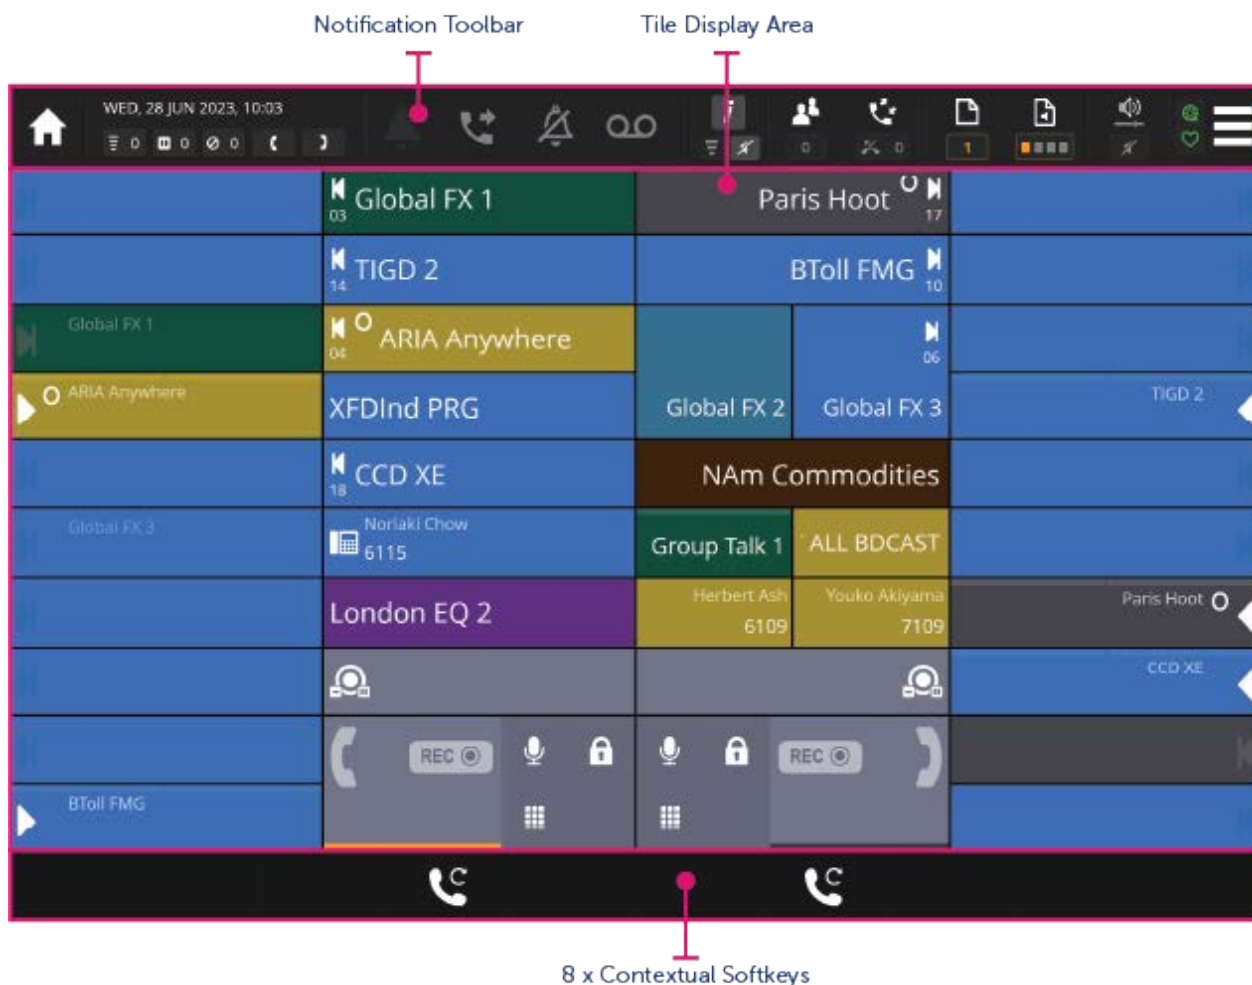 Notification Toolbar
Tile Display Area
WED, 28 JUN 2023, 10:03
0 0 0
0
0
1
03 Global FX 1
Paris Hoot 17
14 TIGD 2
BToll FMG 10
Global FX 1
04 ARIA Anywhere
06
ARIA Anywhere
XFDInd PRG
Global FX 2
Global FX 3
TIGD 2
18 CCD XE
NAm Commodities
Global FX 3
Noriaki Chow
6115
Group Talk 1
ALL BDCAST
London EQ 2
Herbert Ash
6109
Youko Akiyama
7109
Paris Hoot
CCD XE
REC
REC
BToll FMG
8 x Contextual Softkeys